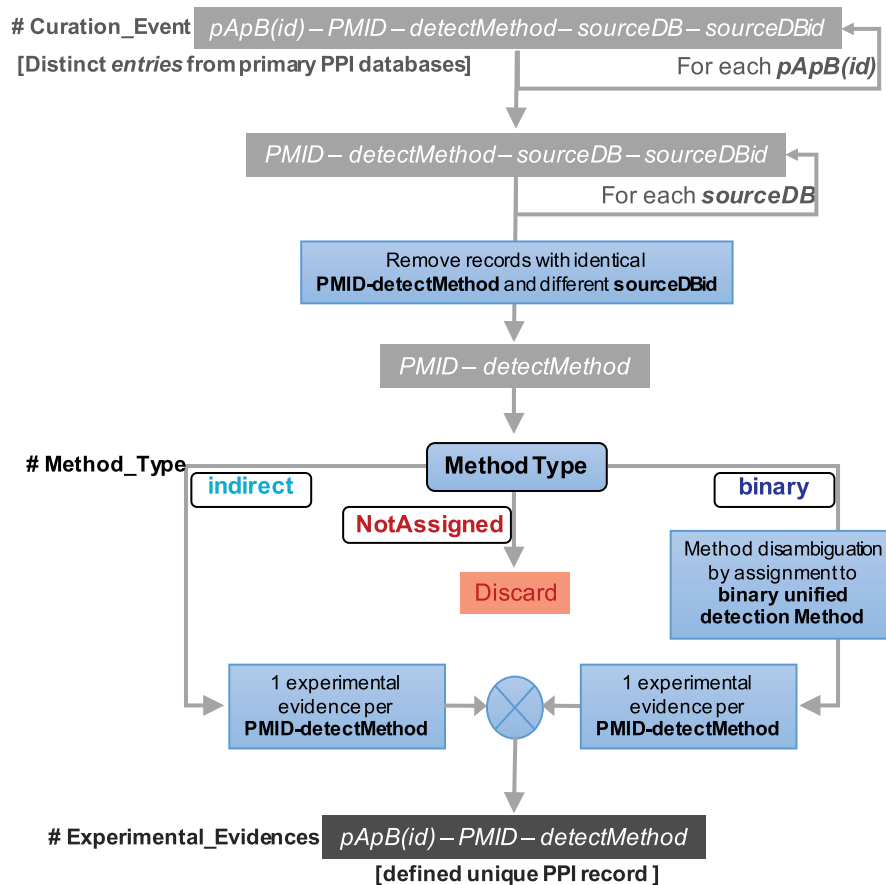 # Curation_Event pApB(id) – PMID – detectMethod – sourceDB – sourceDBid
[Distinct entries from primary PPI databases]
For each pApB(id)
PMID – detectMethod – sourceDB – sourceDBid
For each sourceDB
Remove records with identical
PMID-detectMethod and different sourceDBid
PMID – detectMethod
# Method_Type
Method Type
indirect
binary
NotAssigned
Discard
Method disambiguation
by assignment to
binary unified
detection Method
1 experimental
evidence per
PMID-detectMethod
1 experimental
evidence per
PMID-detectMethod
# Experimental_Evidences pApB(id) – PMID – detectMethod
[defined unique PPI record ]